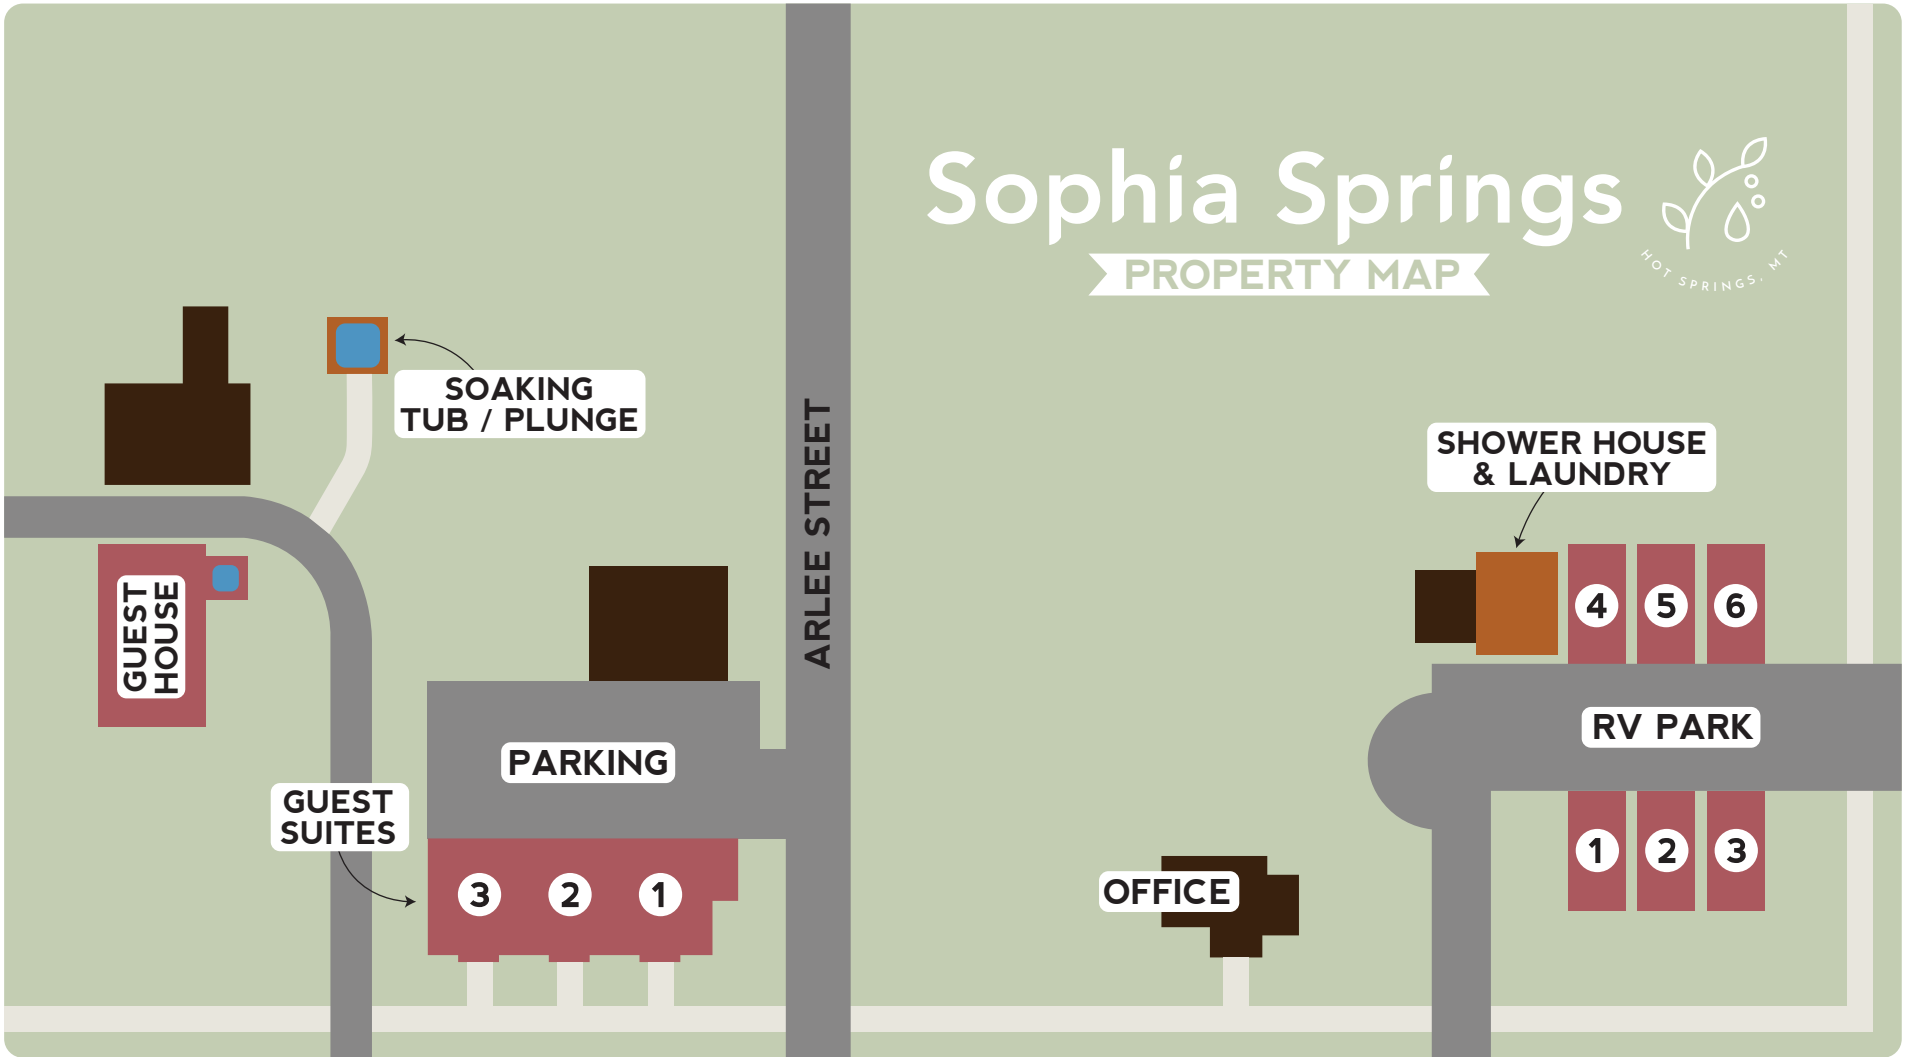 Sophia Springs
PROPERTY MAP
HOT SPRINGS, MT
SOAKING
TUB / PLUNGE
ARLEE STREET
SHOWER HOUSE
& LAUNDRY
GUEST
HOUSE
4
5
6
RV PARK
PARKING
GUEST
SUITES
3
2
1
OFFICE
1
2
3